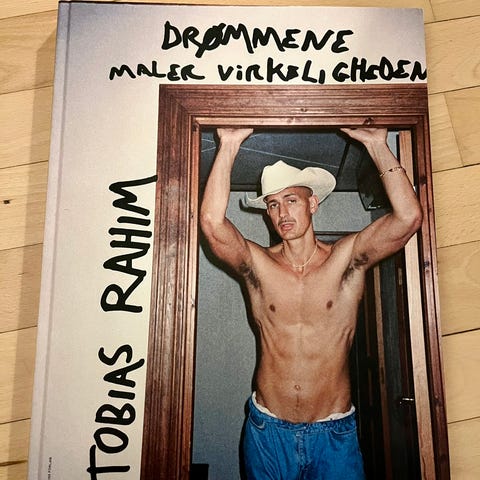 DRØMMENE
MALER VIRKELIGHEDEN
TOBIAS RAHIM